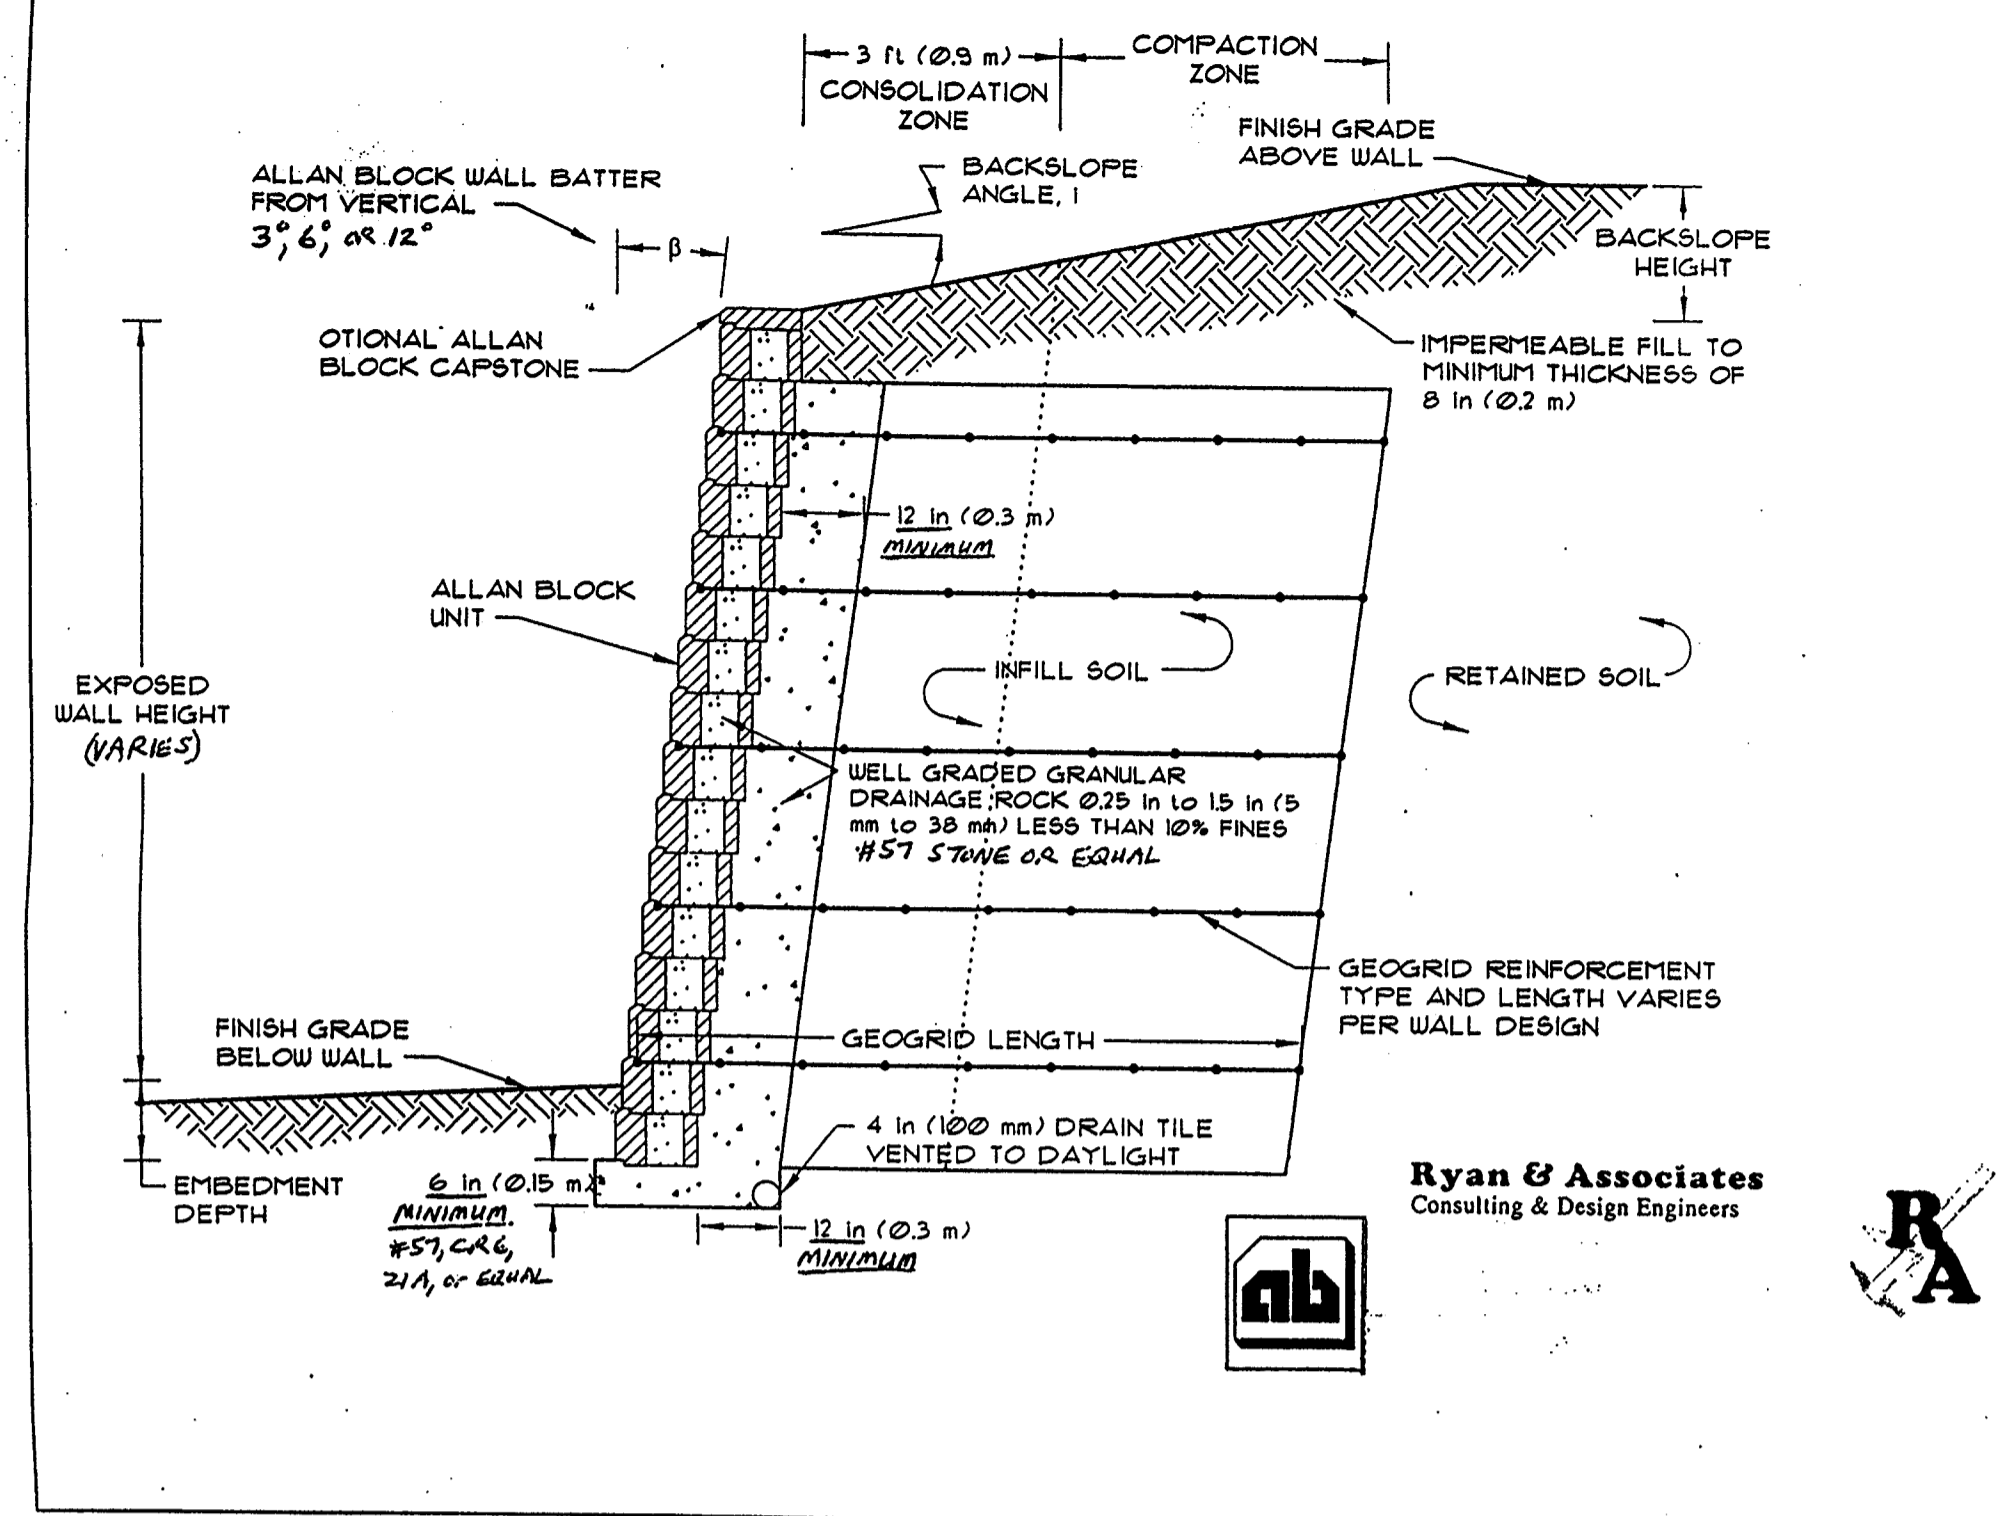 3 ft (0.9 m)
CONSOLIDATION
ZONE
COMPACTION
ZONE
FINISH GRADE
ABOVE WALL
BACKSLOPE
ANGLE, i
ALLAN BLOCK WALL BATTER
FROM VERTICAL
3°, 6°, OR 12°
β
BACKSLOPE
HEIGHT
OTIONAL ALLAN
BLOCK CAPSTONE
IMPERMEABLE FILL TO
MINIMUM THICKNESS OF
8 in (0.2 m)
12 in (0.3 m)
MINIMUM
ALLAN BLOCK
UNIT
INFILL SOIL
RETAINED SOIL
EXPOSED
WALL HEIGHT
(VARIES)
WELL GRADED GRANULAR
DRAINAGE ROCK 0.25 in to 1.5 in (5
mm to 38 mm) LESS THAN 10% FINES
#57 STONE OR EQUAL
GEOGRID REINFORCEMENT
TYPE AND LENGTH VARIES
PER WALL DESIGN
FINISH GRADE
BELOW WALL
GEOGRID LENGTH
4 in (100 mm) DRAIN TILE
VENTED TO DAYLIGHT
EMBEDMENT
DEPTH
6 in (0.15 m)
MINIMUM
#57, CR6,
21A, or EQUAL
12 in (0.3 m)
MINIMUM
Ryan & Associates
Consulting & Design Engineers
ab
RA